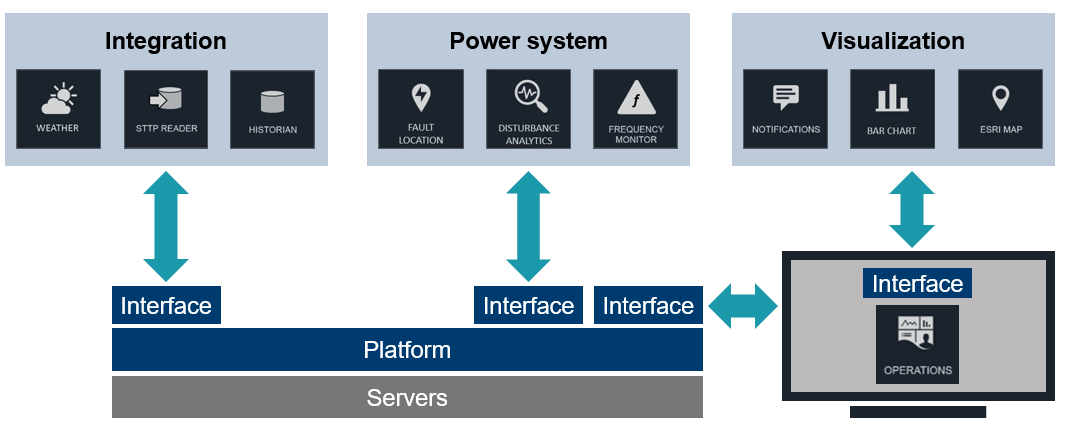 Integration
WEATHER
STTP READER
HISTORIAN
Power system
FAULT
LOCATION
DISTURBANCE
ANALYTICS
f
FREQUENCY
MONITOR
Visualization
NOTIFICATIONS
BAR CHART
ESRI MAP
Interface
Interface
Interface
Interface
OPERATIONS
Platform
Servers